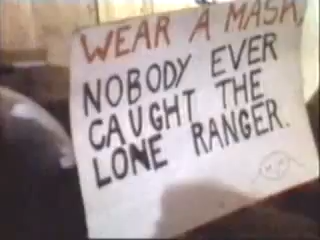 WEAR A MASK,
NOBODY EVER
CAUGHT THE
LONE RANGER.